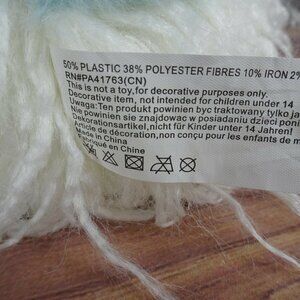 50% PLASTIC 38% POLYESTER FIBRES 10% IRON 2%
RN#PA41763(CN)
This is not a toy,for decorative purposes only.
Decorative item, not intended for children under 14
Uwaga: Ten produkt powinien byc traktowany tylko ja
Nie powinien sie znajdowac w posiadaniu dzieci poni
Dekorationsartikel,nicht für Kinder unter 14 Jahren!
Article de décoration,non conçu pour les enfants de m
Made in China
Fabriqué en Chine